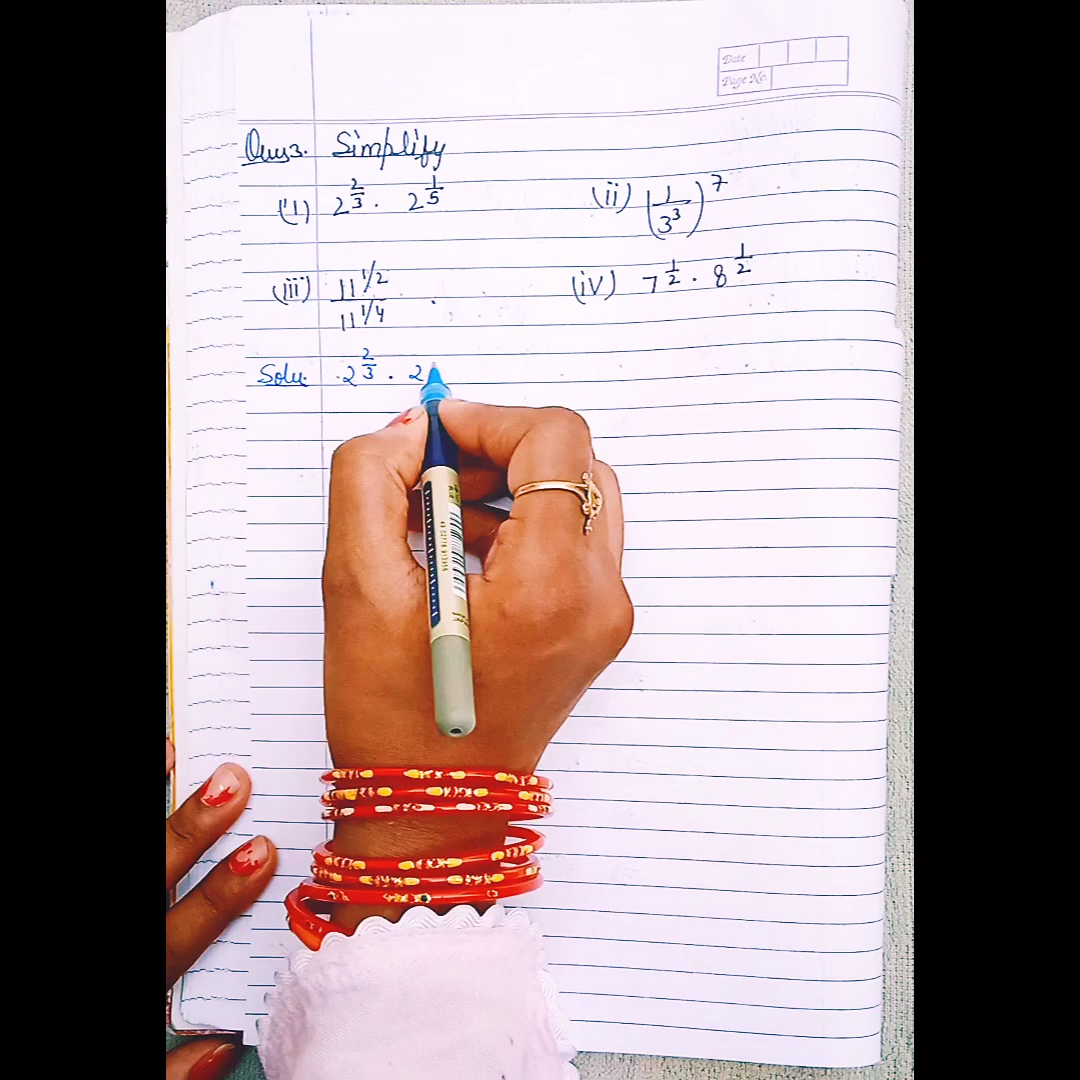 Date
Page No.
Ques3. Simplify
(i) 2^(2/3) . 2^(1/5) (ii) (1/3^3)^7
(iii) 11^(1/2)/11^(1/4) . (iv) 7^(1/2) . 8^(1/2)
Solu. 2^(2/3) . 2